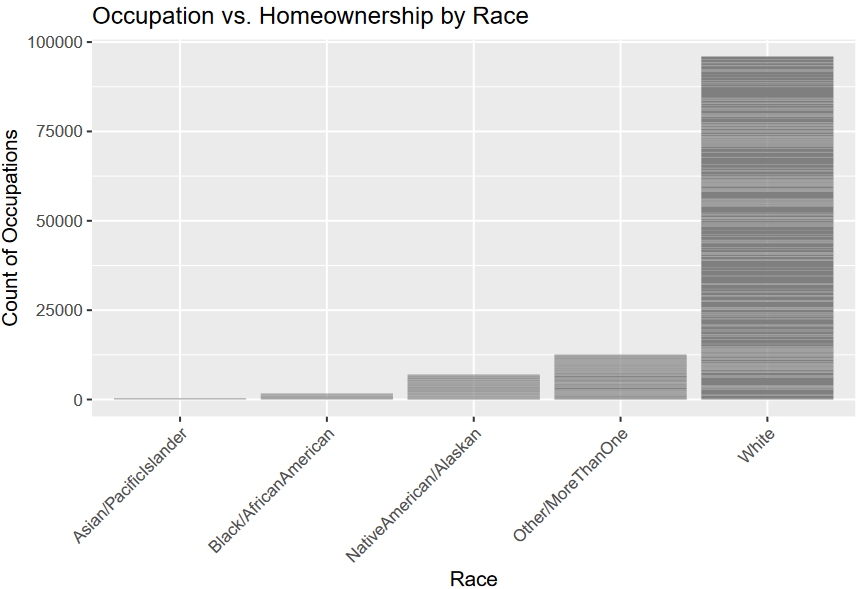 Occupation vs. Homeownership by Race
Count of Occupations
100000
75000
50000
25000
0
Asian/PacificIslander
Black/AfricanAmerican
NativeAmerican/Alaskan
Other/MoreThanOne
White
Race